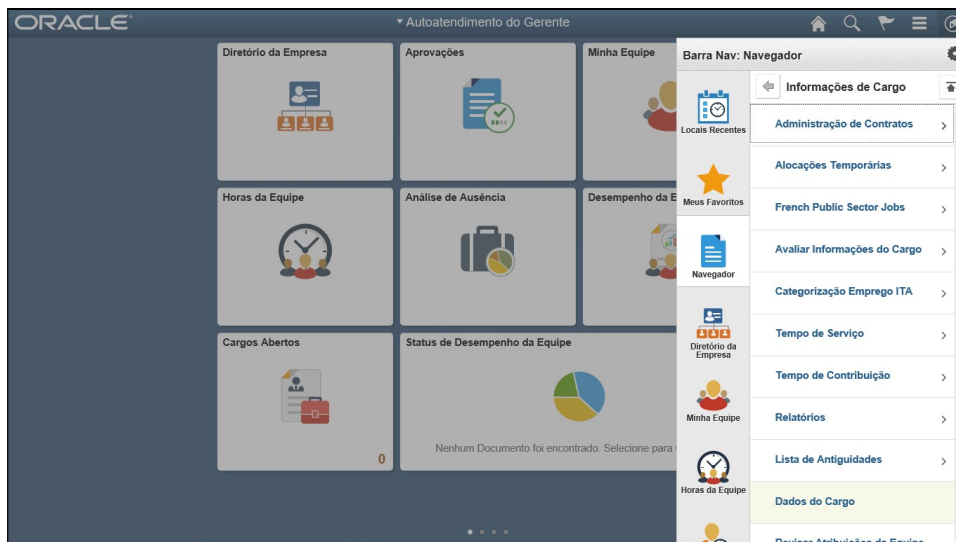 ORACLE
Autoatendimento do Gerente
Diretório da Empresa
Aprovações
Minha Equipe
Horas da Equipe
Análise de Ausência
Desempenho da E
Cargos Abertos
0
Status de Desempenho da Equipe
Nenhum Documento foi encontrado. Selecione para
Barra Nav: Navegador
Locais Recentes
Meus Favoritos
Navegador
Diretório da
Empresa
Minha Equipe
Horas da Equipe
Informações de Cargo
Administração de Contratos
Alocações Temporárias
French Public Sector Jobs
Avaliar Informações do Cargo
Categorização Emprego ITA
Tempo de Serviço
Tempo de Contribuição
Relatórios
Lista de Antiguidades
Dados do Cargo
Revisar Atribuições da Equipe